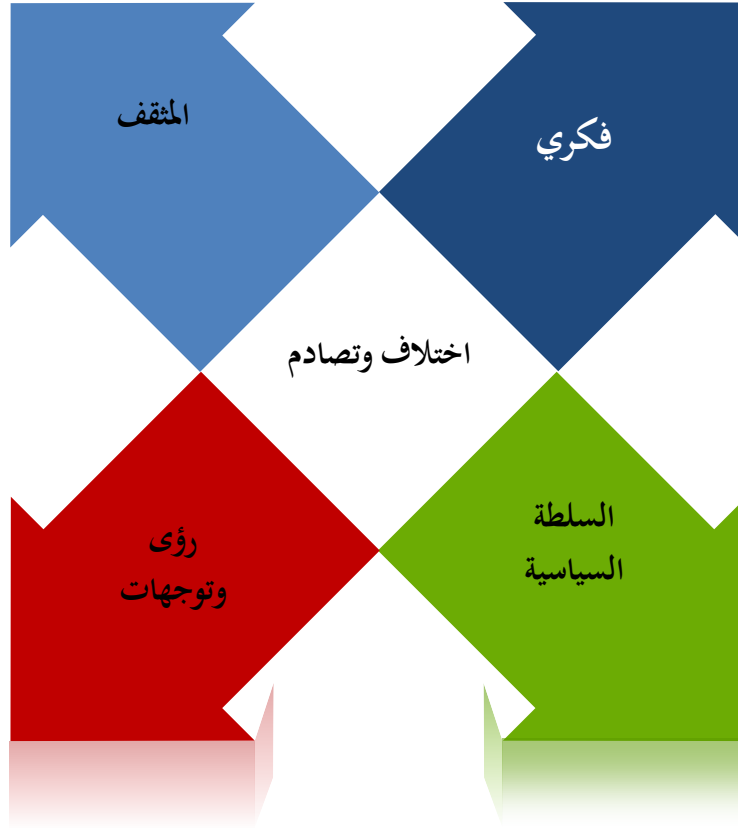 فكري
المثقف
اختلاف وتصادم
السلطة
السياسية
رؤى
وتوجهات